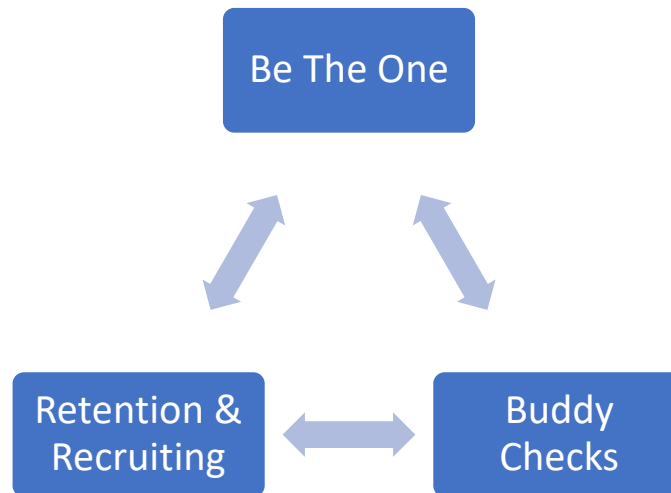 Be The One
Retention &
Recruiting
Buddy
Checks